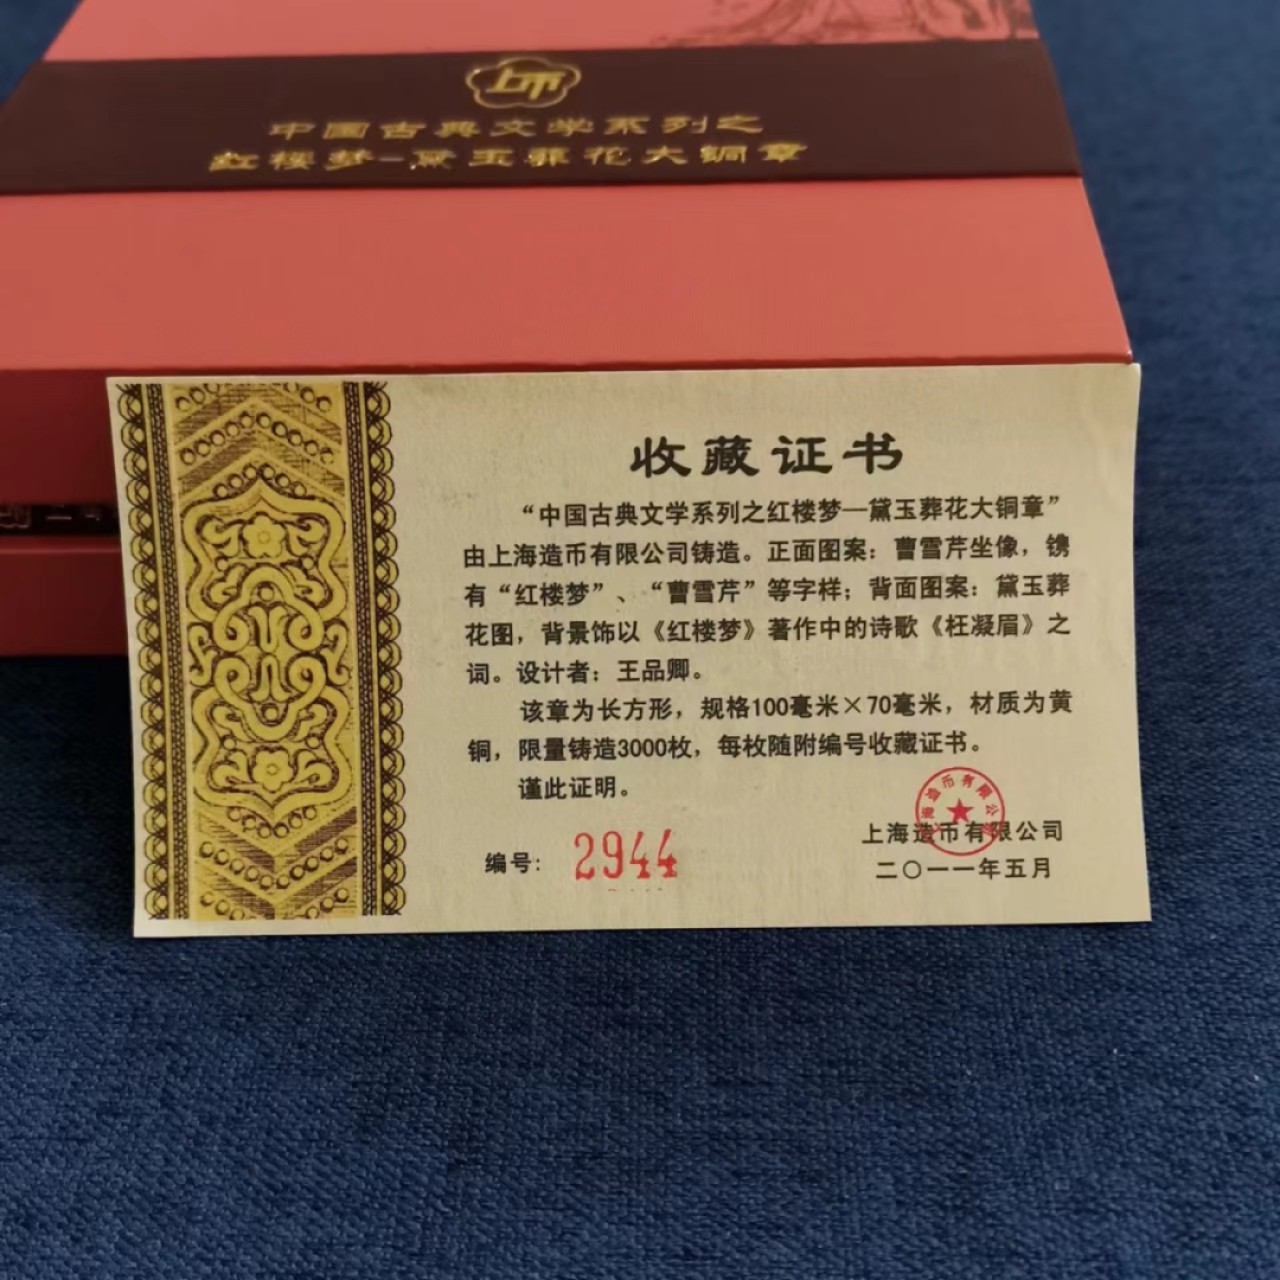 中国古典文学系列之
红楼梦-黛玉葬花大铜章
收藏证书
“中国古典文学系列之红楼梦—黛玉葬花大铜章”
由上海造币有限公司铸造。正面图案：曹雪芹坐像，镌
有“红楼梦”、“曹雪芹”等字样；背面图案：黛玉葬
花图，背景饰以《红楼梦》著作中的诗歌《枉凝眉》之
词。设计者：王品卿。
该章为长方形，规格100毫米×70毫米，材质为黄
铜，限量铸造3000枚，每枚随附编号收藏证书。
谨此证明。
上海造币有限公司
编号：2944
上海造币有限公司
二〇一一年五月